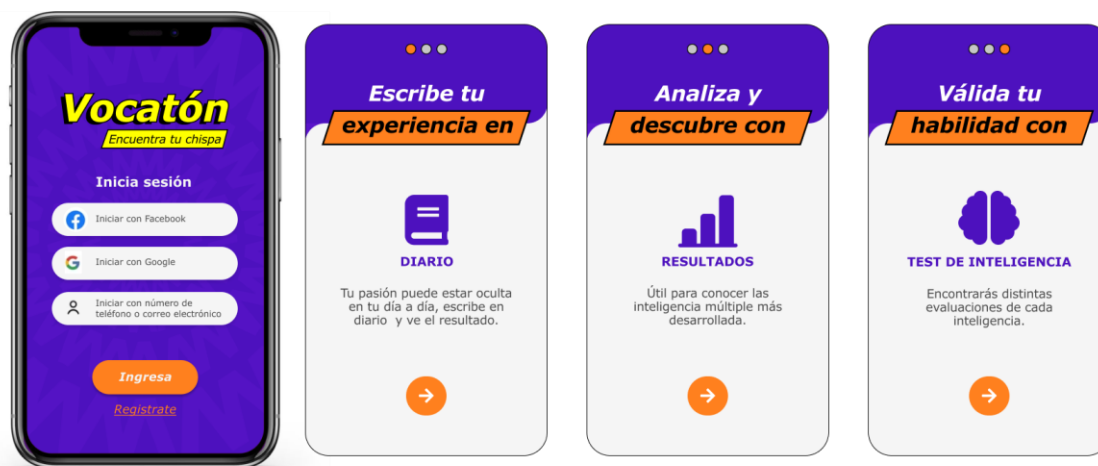 Vocatón
Encuentra tu chispa
Inicia sesión
Iniciar con Facebook
Iniciar con Google
Iniciar con número de
teléfono o correo electrónico
Ingresa
Registrate
Escribe tu
experiencia en
DIARIO
Tu pasión puede estar oculta
en tu día a día, escribe en
diario y ve el resultado.
Analiza y
descubre con
RESULTADOS
Útil para conocer las
inteligencia múltiple más
desarrollada.
Válida tu
habilidad con
TEST DE INTELIGENCIA
Encontrarás distintas
evaluaciones de cada
inteligencia.